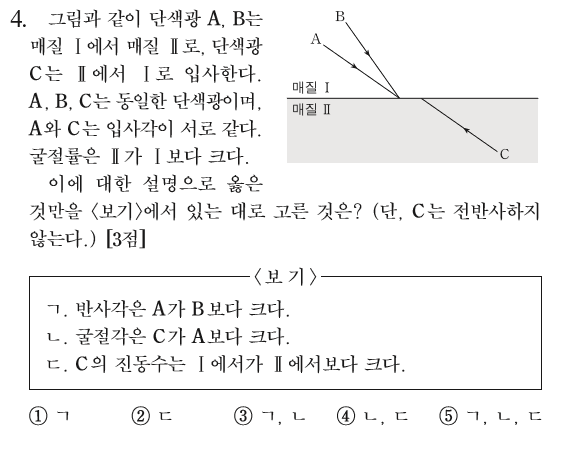 4. 그림과 같이 단색광 A, B는
매질 Ⅰ에서 매질 Ⅱ로, 단색광
C는 Ⅱ에서 Ⅰ로 입사한다.
A, B, C는 동일한 단색광이며,
A와 C는 입사각이 서로 같다.
굴절률은 Ⅱ가 Ⅰ보다 크다.
B
A
매질 Ⅰ
매질 Ⅱ
C
이에 대한 설명으로 옳은
것만을 <보기>에서 있는 대로 고른 것은? (단, C는 전반사하지
않는다.) [3점]
<보 기>
ㄱ. 반사각은 A가 B보다 크다.
ㄴ. 굴절각은 C가 A보다 크다.
ㄷ. C의 진동수는 Ⅰ에서가 Ⅱ에서보다 크다.
① ㄱ ② ㄷ ③ ㄱ, ㄴ ④ ㄴ, ㄷ ⑤ ㄱ, ㄴ, ㄷ